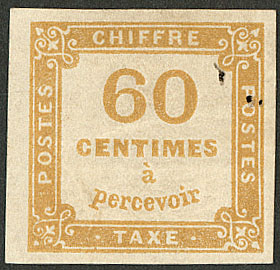 CHIFFRE
POSTES
60
CENTIMES
à
percevoir
POSTES
· TAXE ·